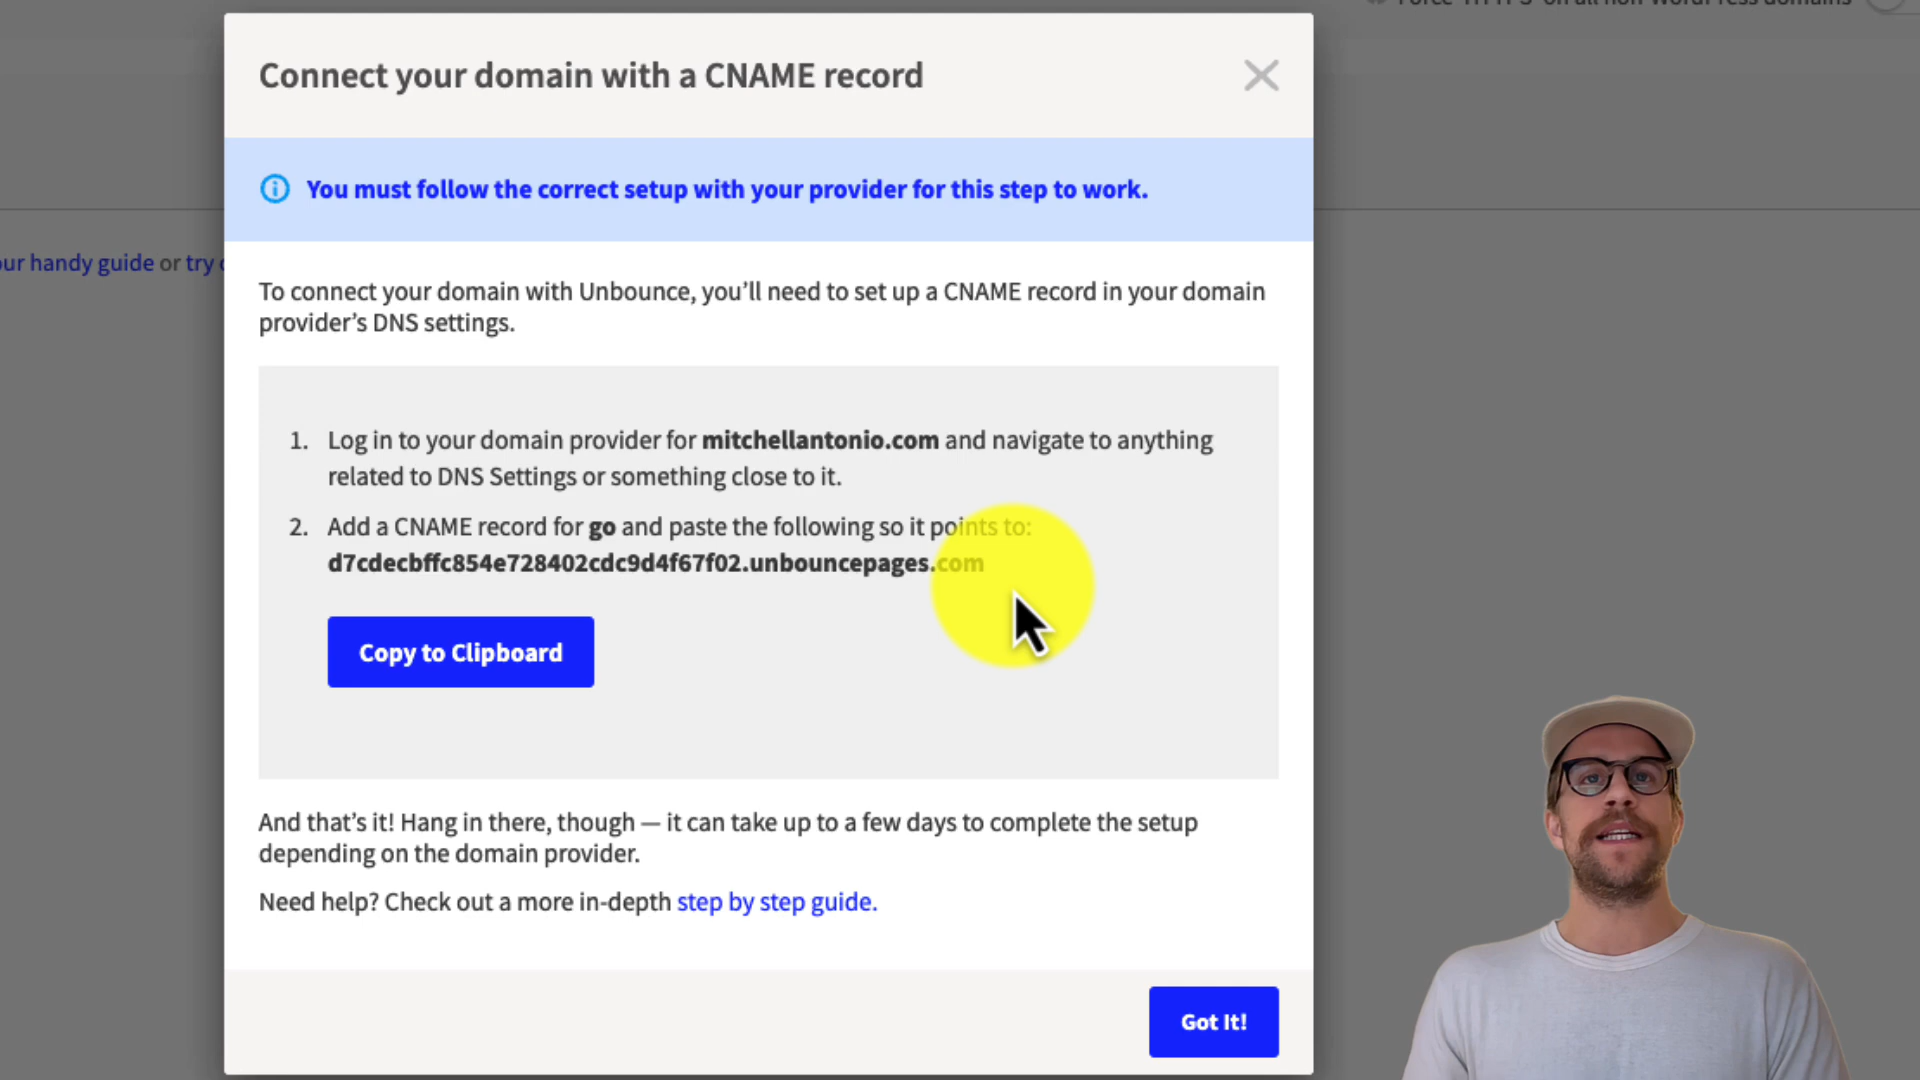 Connect your domain with a CNAME record
You must follow the correct setup with your provider for this step to work.
our handy guide or try
To connect your domain with Unbounce, you’ll need to set up a CNAME record in your domain
provider’s DNS settings.
1. Log in to your domain provider for mitchellantonio.com and navigate to anything
related to DNS Settings or something close to it.
2. Add a CNAME record for go and paste the following so it points to:
d7cdecbffc854e728402cdc9d4f67f02.unbouncepages.com
Copy to Clipboard
And that’s it! Hang in there, though — it can take up to a few days to complete the setup
depending on the domain provider.
Need help? Check out a more in-depth step by step guide.
Got It!